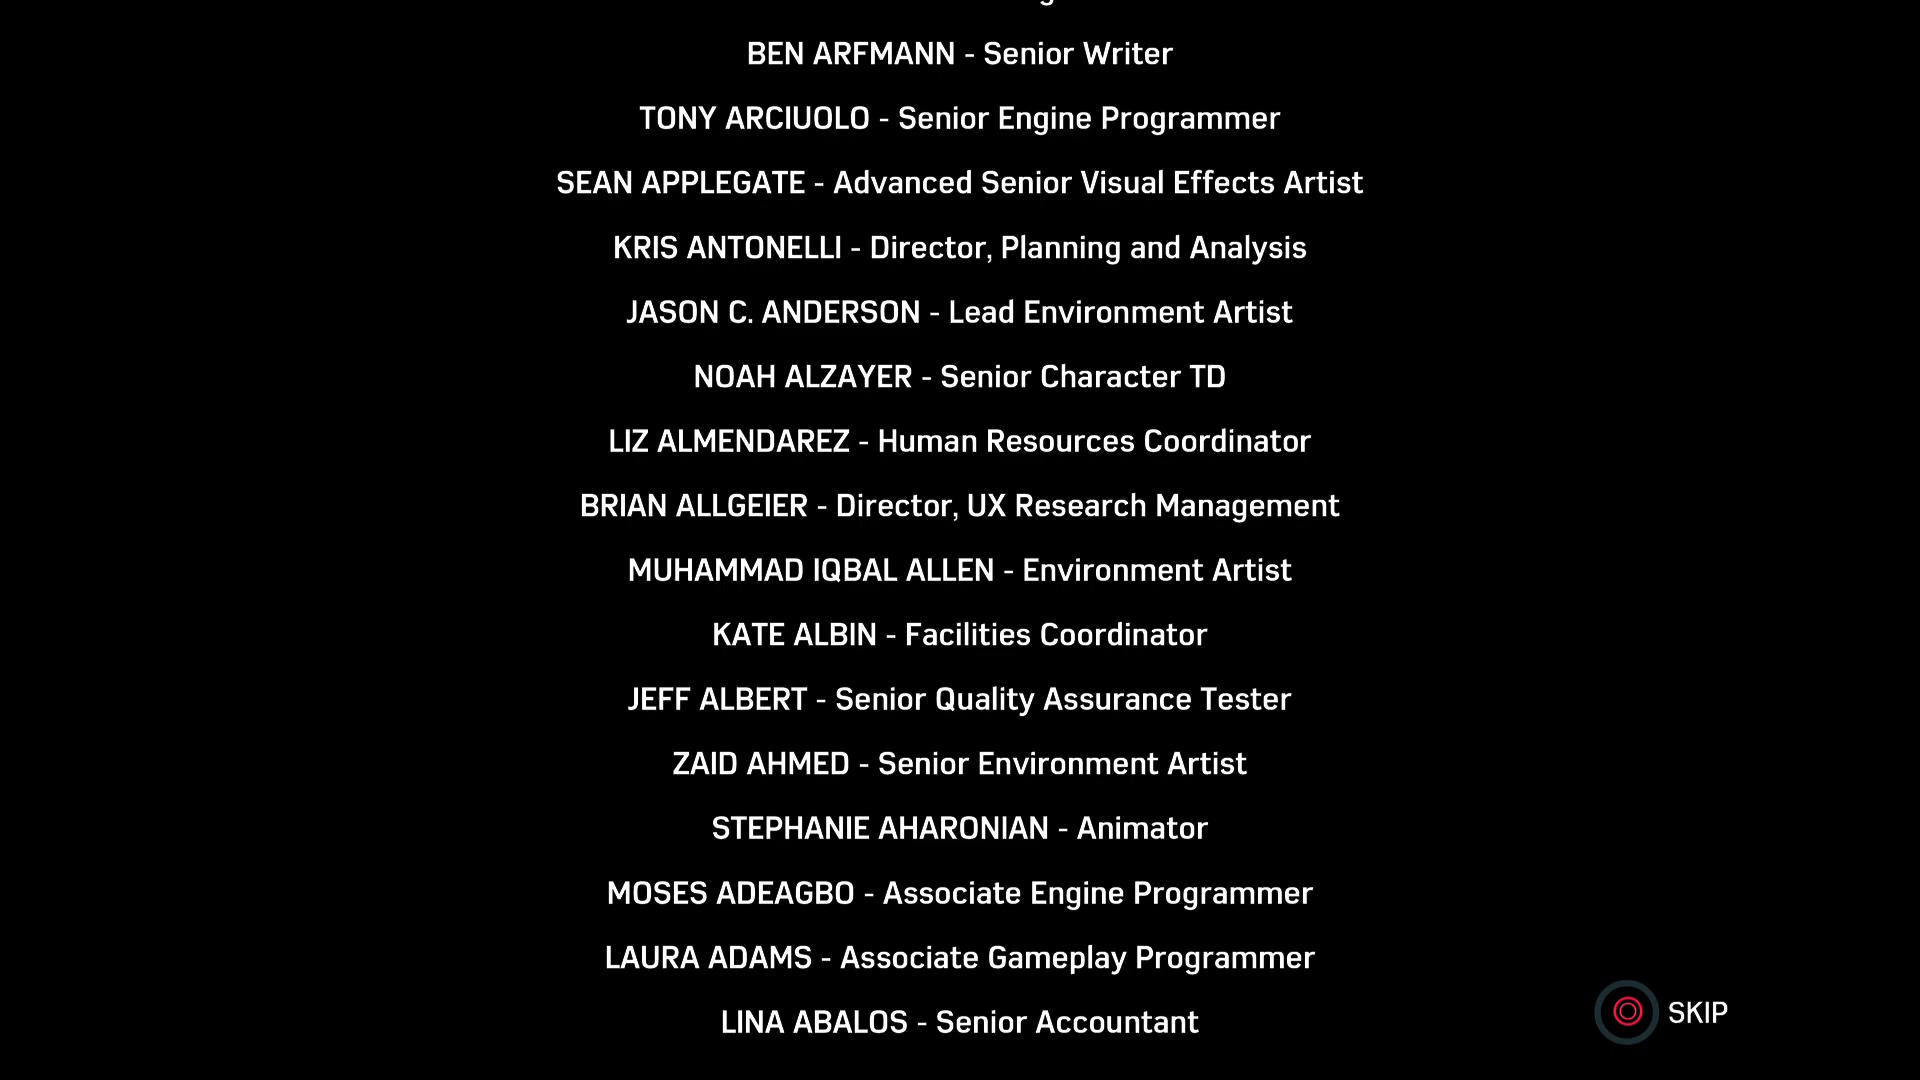 BEN ARFMANN - Senior Writer
TONY ARCIUOLO - Senior Engine Programmer
SEAN APPLEGATE - Advanced Senior Visual Effects Artist
KRIS ANTONELLI - Director, Planning and Analysis
JASON C. ANDERSON - Lead Environment Artist
NOAH ALZAYER - Senior Character TD
LIZ ALMENDAREZ - Human Resources Coordinator
BRIAN ALLGEIER - Director, UX Research Management
MUHAMMAD IQBAL ALLEN - Environment Artist
KATE ALBIN - Facilities Coordinator
JEFF ALBERT - Senior Quality Assurance Tester
ZAID AHMED - Senior Environment Artist
STEPHANIE AHARONIAN - Animator
MOSES ADEAGBO - Associate Engine Programmer
LAURA ADAMS - Associate Gameplay Programmer
LINA ABALOS - Senior Accountant
SKIP